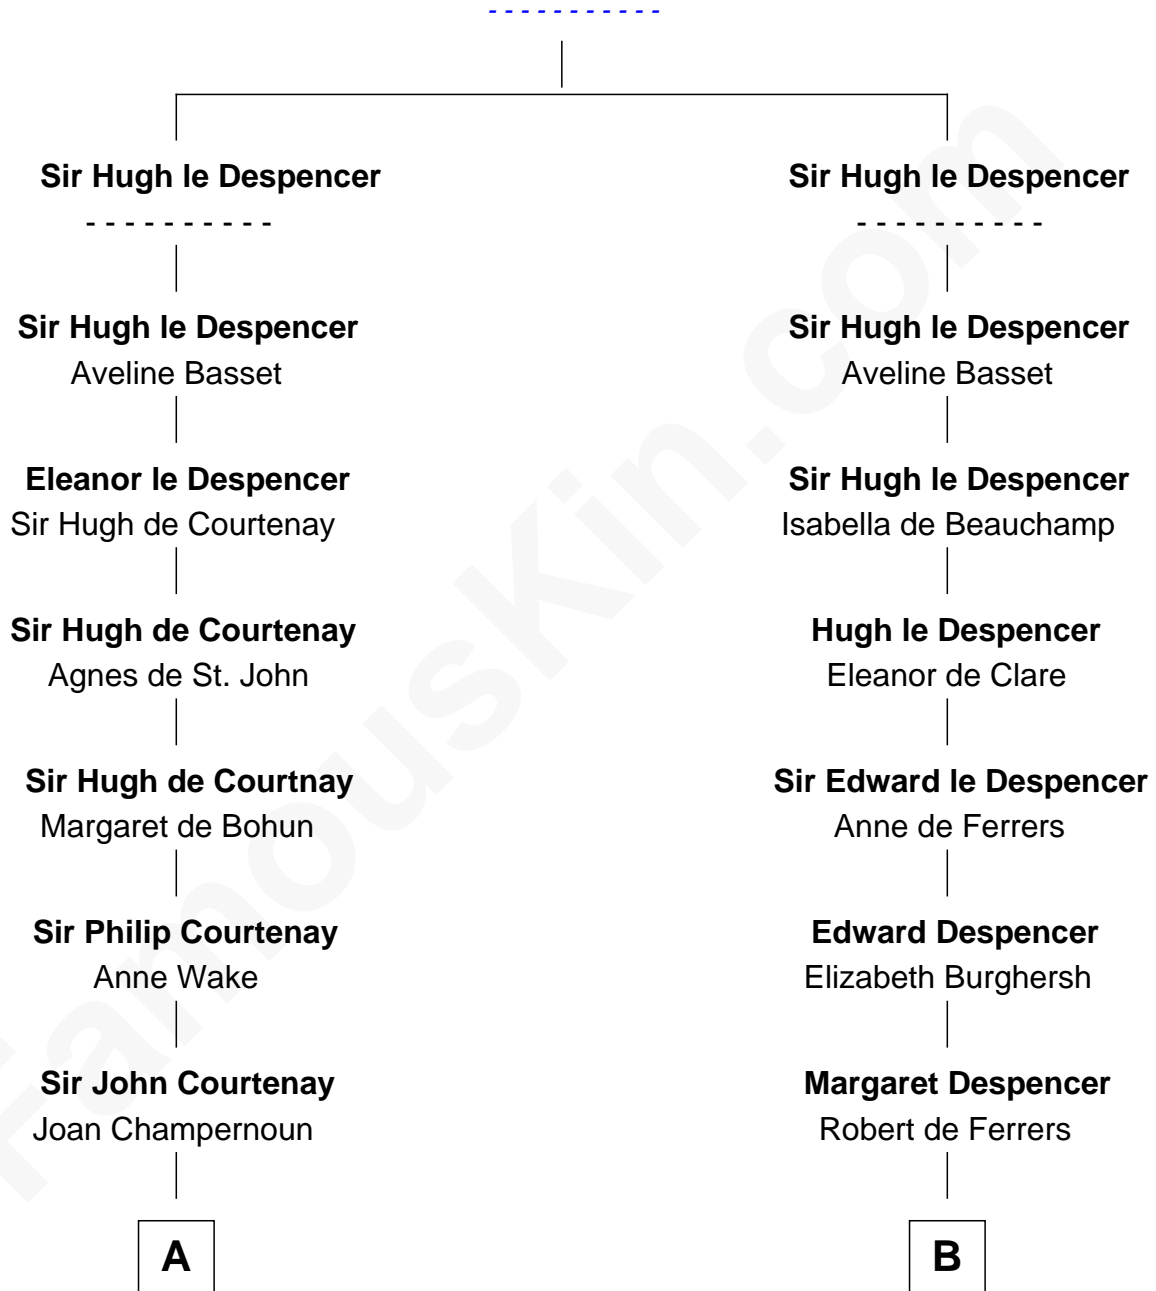 - - - - - - - - - - -
Sir Hugh le Despencer Sir Hugh le Despencer
- - - - - - - - - - - - - - - - - - - -
Sir Hugh le Despencer Sir Hugh le Despencer
Aveline Basset Aveline Basset
Eleanor le Despencer Sir Hugh le Despencer
Sir Hugh de Courtenay Isabella de Beauchamp
Sir Hugh de Courtenay Hugh le Despencer
Agnes de St. John Eleanor de Clare
Sir Hugh de Courtnay Sir Edward le Despencer
Margaret de Bohun Anne de Ferrers
Sir Philip Courtenay Edward Despencer
Anne Wake Elizabeth Burghersh
Sir John Courtenay Margaret Despencer
Joan Champernoun Robert de Ferrers
A B
FamousKin.com